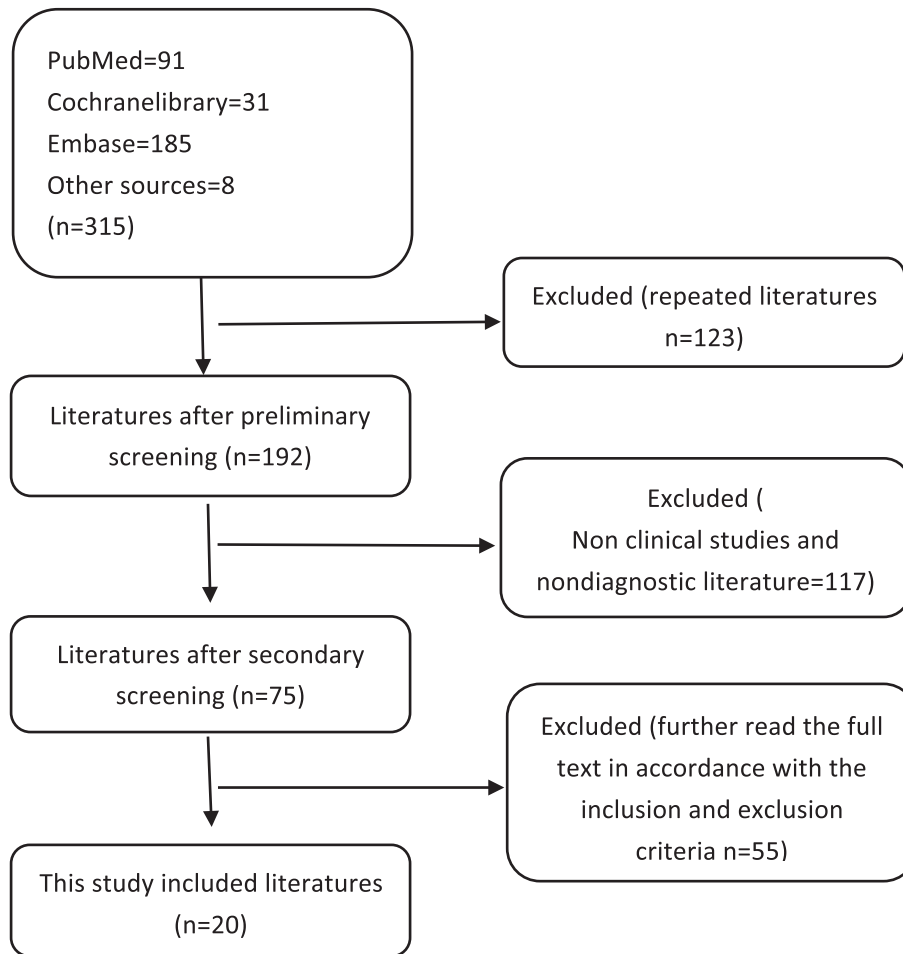 PubMed=91
Cochranelibrary=31
Embase=185
Other sources=8
(n=315)
Excluded (repeated literatures
n=123)
Literatures after preliminary
screening (n=192)
Excluded (
Non clinical studies and
nondiagnostic literature=117)
Literatures after secondary
screening (n=75)
Excluded (further read the full
text in accordance with the
inclusion and exclusion
criteria n=55)
This study included literatures
(n=20)